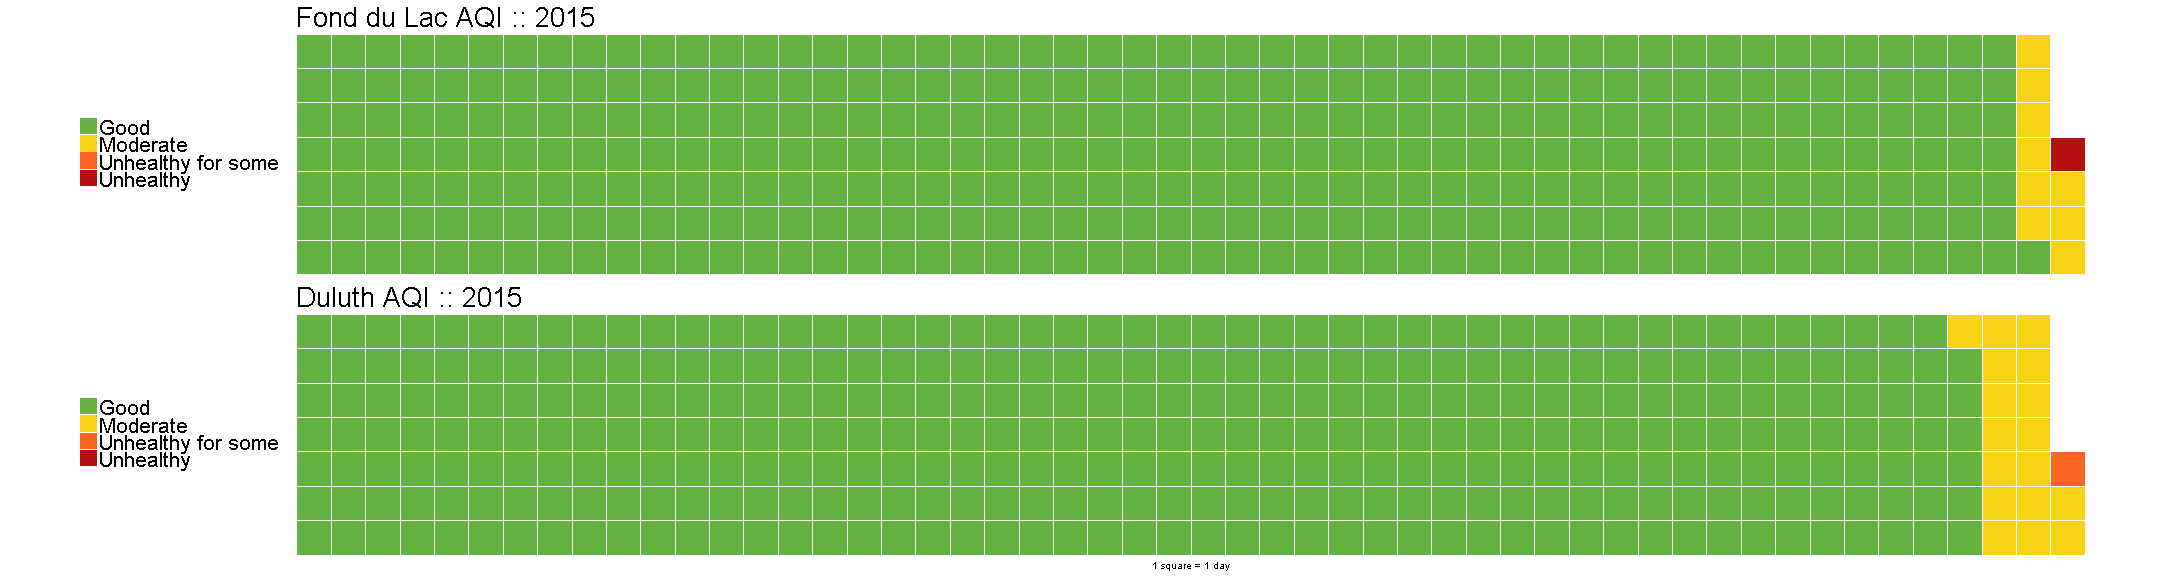 Fond du Lac AQI :: 2015
Good
Moderate
Unhealthy for some
Unhealthy
Duluth AQI :: 2015
Good
Moderate
Unhealthy for some
Unhealthy
1 square = 1 day